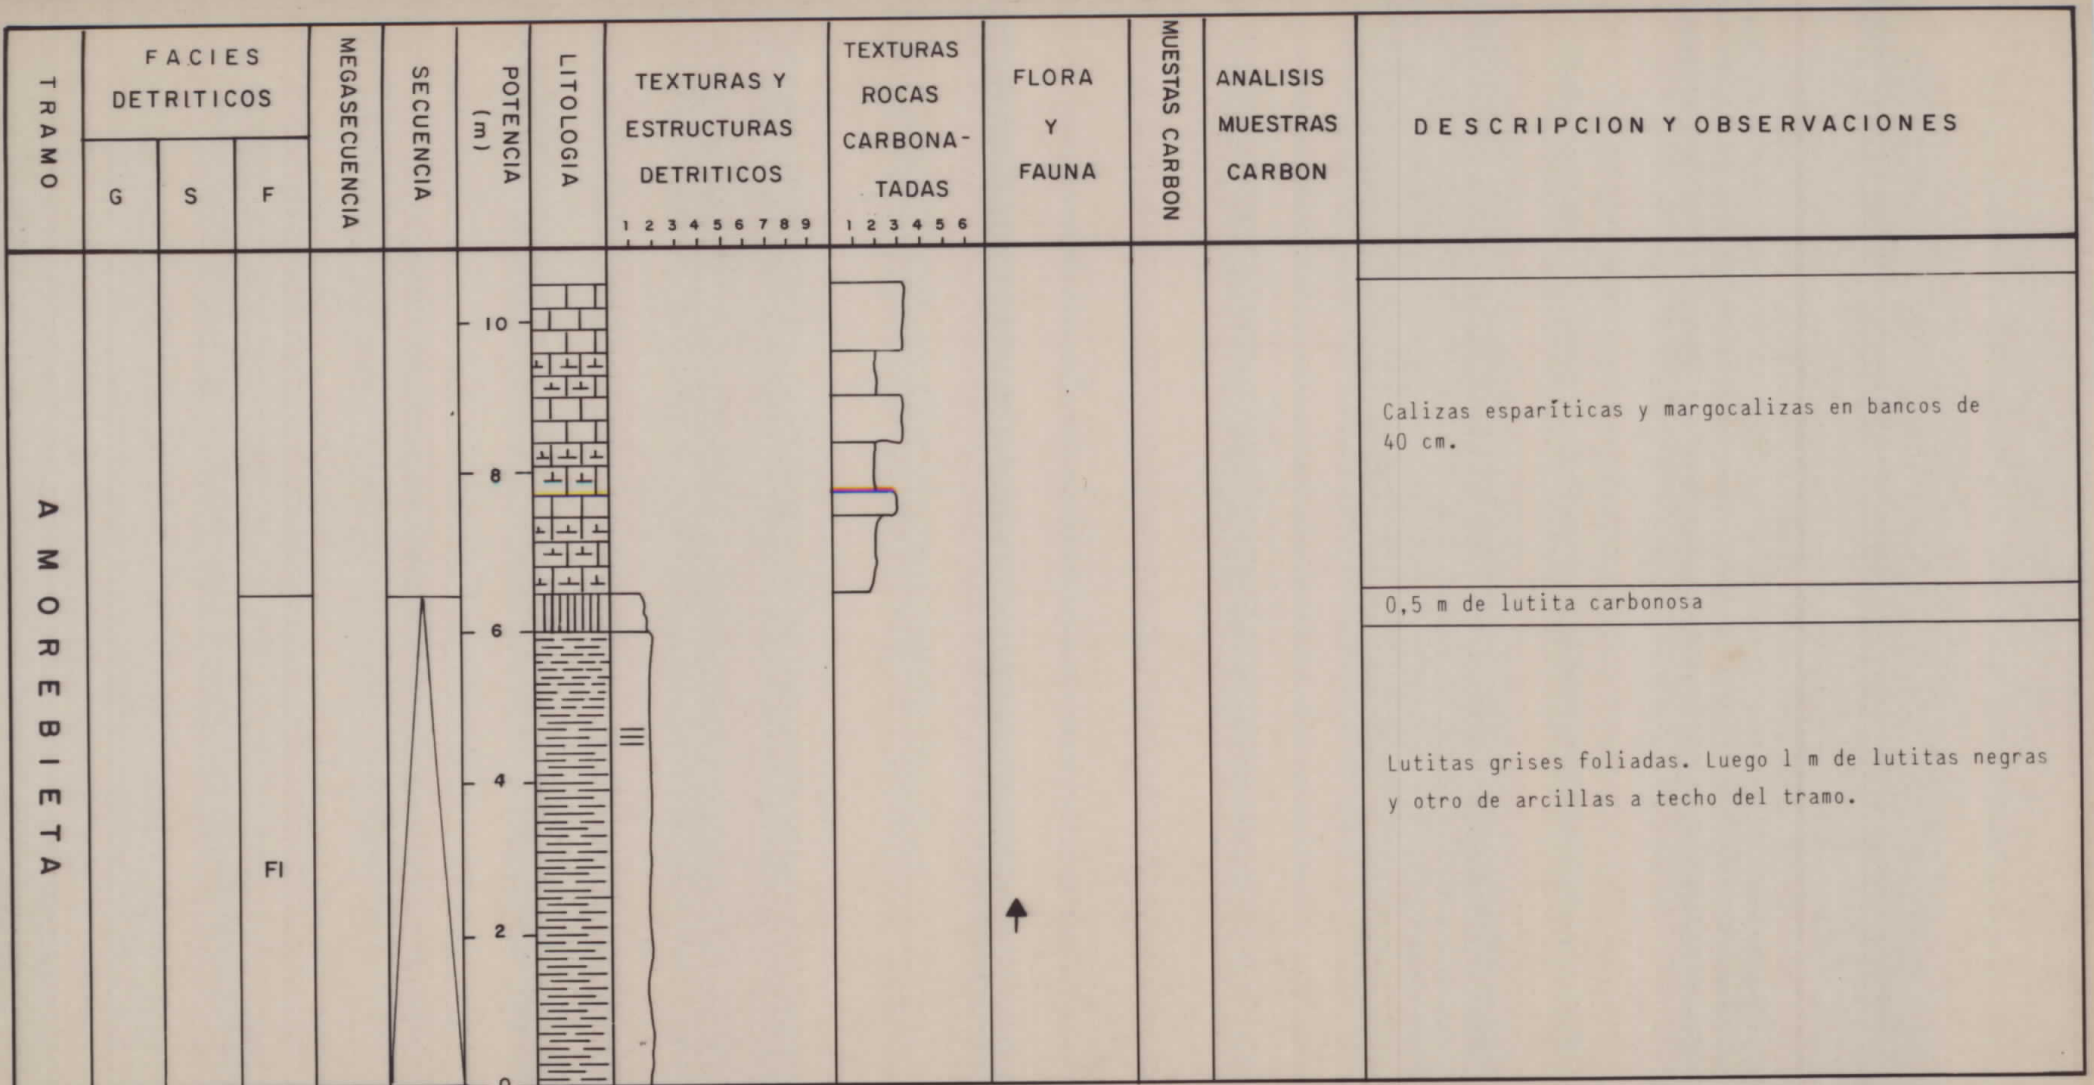 TRAMO
FACIES
DETRITICOS
G S F
MEGASECUENCIA
SECUENCIA
POTENCIA
(m)
LITOLOGIA
TEXTURAS Y
ESTRUCTURAS
DETRITICOS
1 2 3 4 5 6 7 8 9
TEXTURAS
ROCAS
CARBONA-
TADAS
1 2 3 4 5 6
FLORA
Y
FAUNA
MUESTAS CARBON
ANALISIS
MUESTRAS
CARBON
DESCRIPCION Y OBSERVACIONES
AMOREBIETA
Fl
10
8
6
4
2
0
Calizas esparíticas y margocalizas en bancos de
40 cm.
0,5 m de lutita carbonosa
Lutitas grises foliadas. Luego 1 m de lutitas negras
y otro de arcillas a techo del tramo.